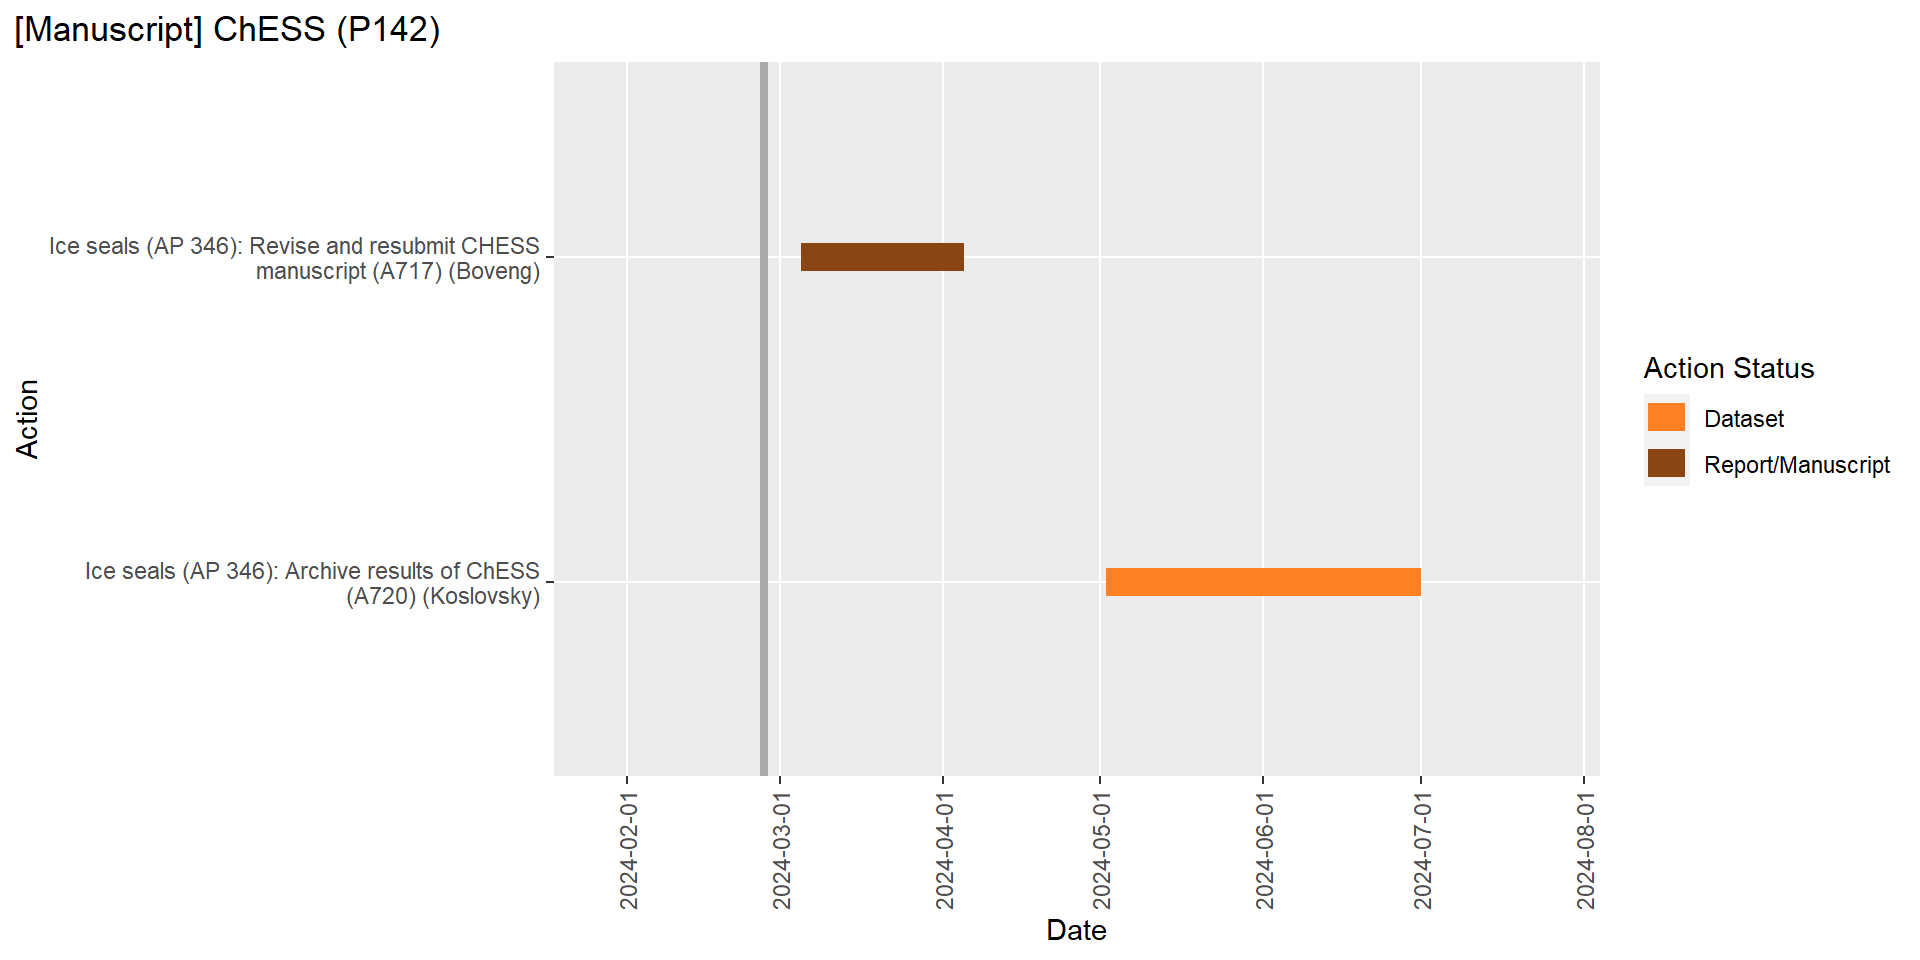 [Manuscript] ChESS (P142)
Action
Ice seals (AP 346): Revise and resubmit CHESS
manuscript (A717) (Boveng)
Ice seals (AP 346): Archive results of ChESS
(A720) (Koslovsky)
2024-02-01
2024-03-01
2024-04-01
2024-05-01
2024-06-01
2024-07-01
2024-08-01
Date
Action Status
Dataset
Report/Manuscript